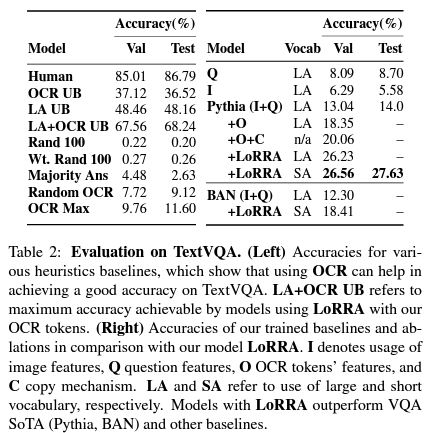 Accuracy(%)
Model Val Test
Human 85.01 86.79
OCR UB 37.12 36.52
LA UB 48.46 48.16
LA+OCR UB 67.56 68.24
Rand 100 0.22 0.20
Wt. Rand 100 0.27 0.26
Majority Ans 4.48 2.63
Random OCR 7.72 9.12
OCR Max 9.76 11.60
Accuracy(%)
Model Vocab Val Test
Q LA 8.09 8.70
I LA 6.29 5.58
Pythia (I+Q) LA 13.04 14.0
+O LA 18.35 –
+O+C n/a 20.06 –
+LoRRA LA 26.23 –
+LoRRA SA 26.56 27.63
BAN (I+Q) LA 12.30 –
+LoRRA SA 18.41 –
Table 2: Evaluation on TextVQA. (Left) Accuracies for vari-
ous heuristics baselines, which show that using OCR can help in
achieving a good accuracy on TextVQA. LA+OCR UB refers to
maximum accuracy achievable by models using LoRRA with our
OCR tokens. (Right) Accuracies of our trained baselines and ab-
lations in comparison with our model LoRRA. I denotes usage of
image features, Q question features, O OCR tokens' features, and
C copy mechanism. LA and SA refer to use of large and short
vocabulary, respectively. Models with LoRRA outperform VQA
SoTA (Pythia, BAN) and other baselines.